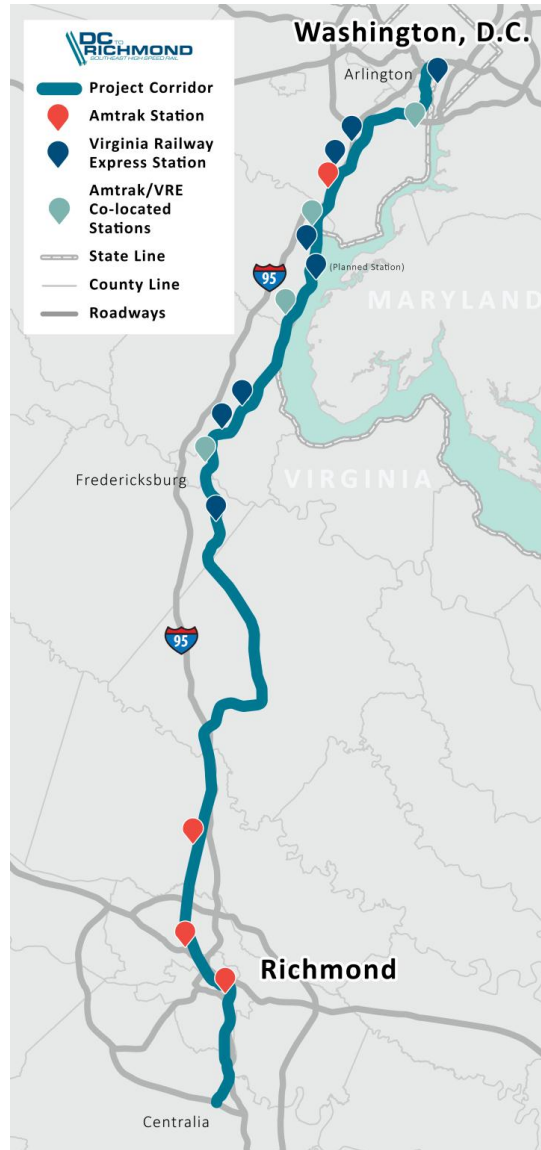 Washington, D.C.
Arlington
DC TO
RICHMOND
SOUTHEAST HIGH SPEED RAIL
Project Corridor
Amtrak Station
Virginia Railway
Express Station
Amtrak/VRE
Co-located
Stations
State Line
County Line
Roadways
(Planned Station)
95
MARYLAND
VIRGINIA
Fredericksburg
95
Richmond
Centralia